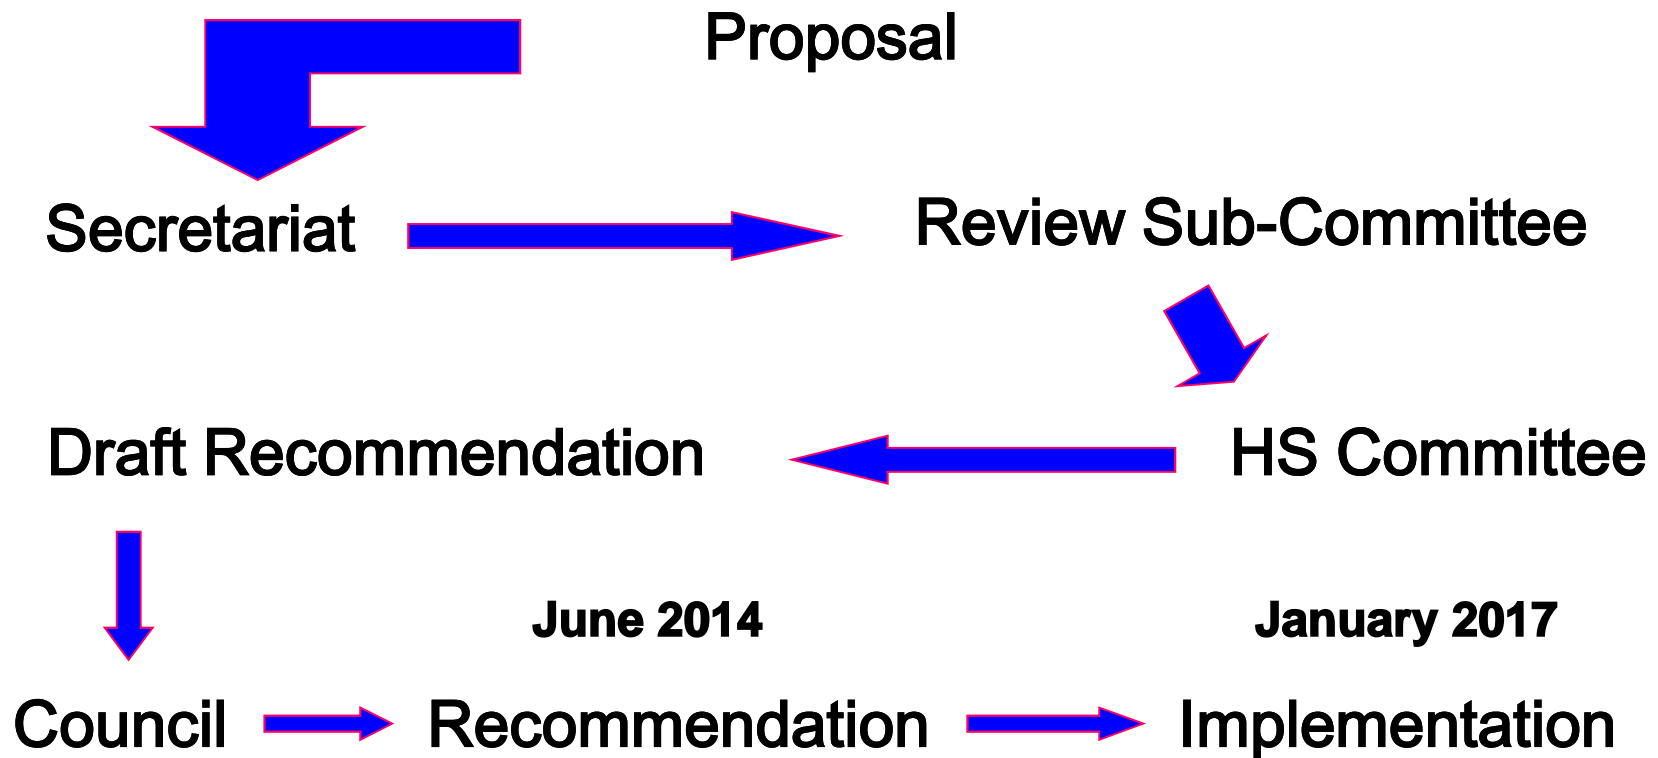 Proposal
Secretariat
Review Sub-Committee
Draft Recommendation
HS Committee
June 2014
January 2017
Council
Recommendation
Implementation